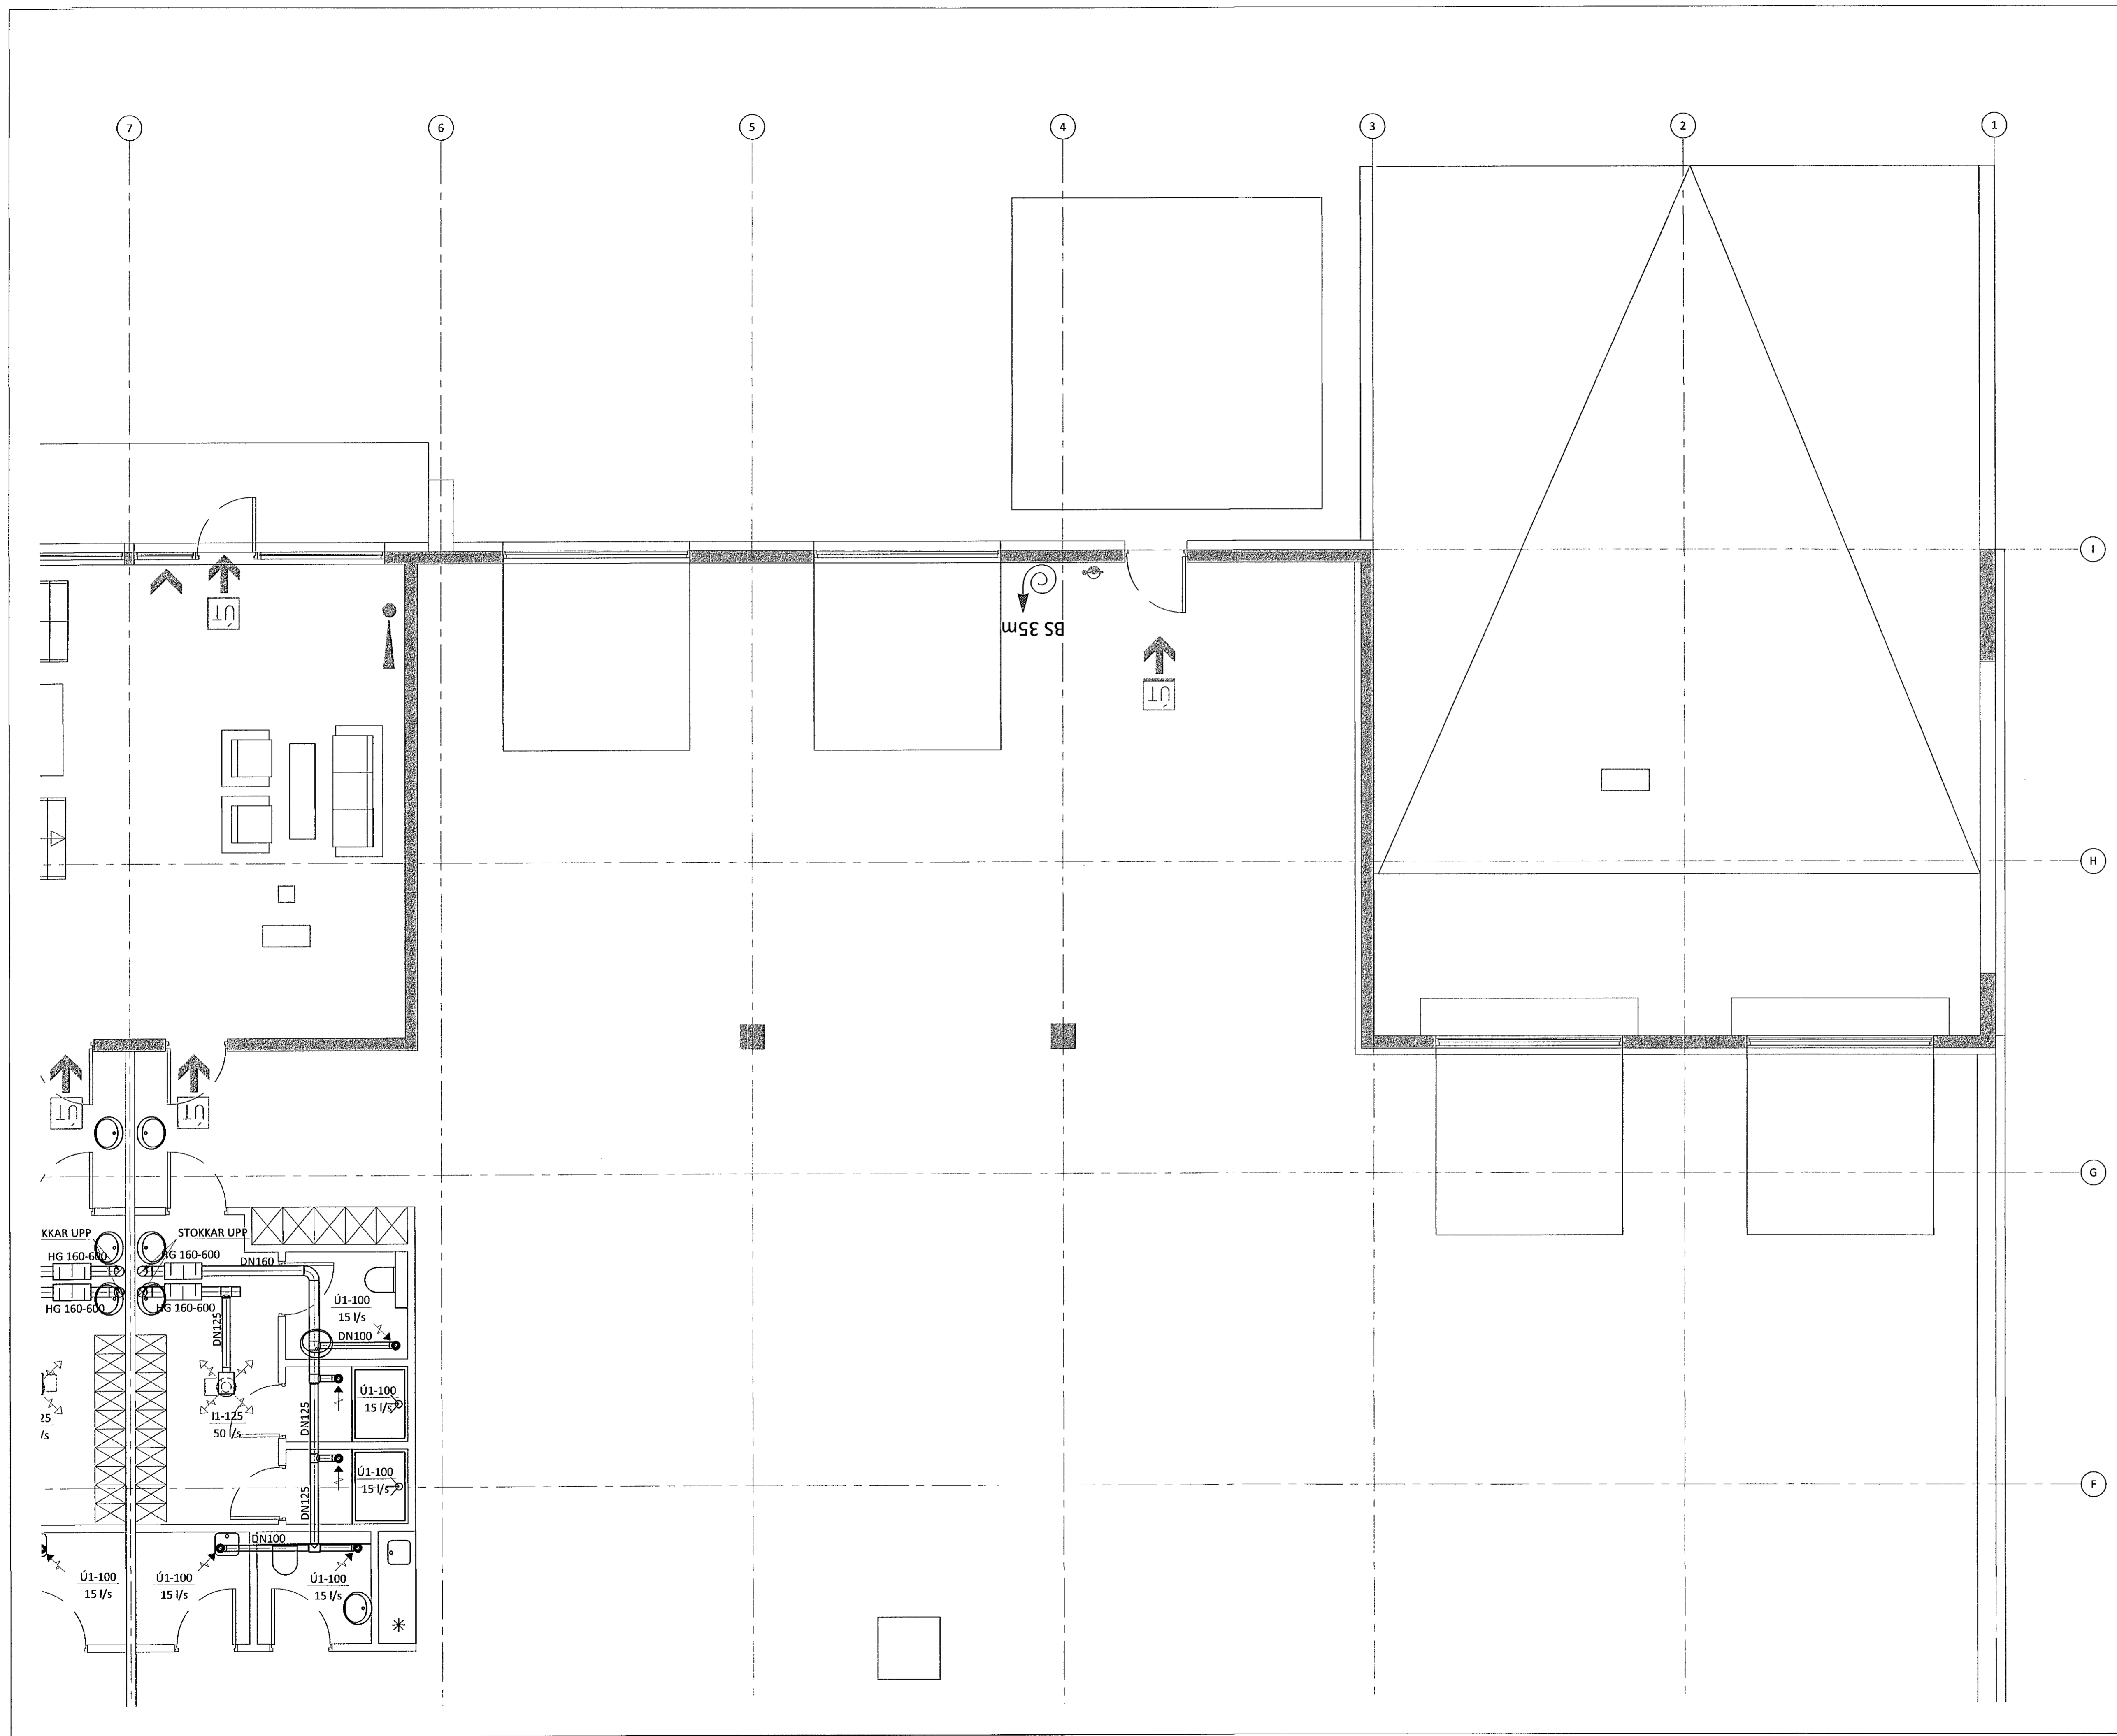 7
6
5
4
3
2
1
I
ÚT
BS 35m
ÚT
H
ÚT
ÚT
G
KKAR UPP
STOKKAR UPP
HG 160-600
HG 160-600
DN160
HG 160-600
HG 160-600
DN125
Ú1-100
15 l/s
DN100
25
/s
I1-125
50 l/s
DN125
Ú1-100
15 l/s
DN125
Ú1-100
15 l/s
F
DN100
Ú1-100
15 l/s
Ú1-100
15 l/s
Ú1-100
15 l/s